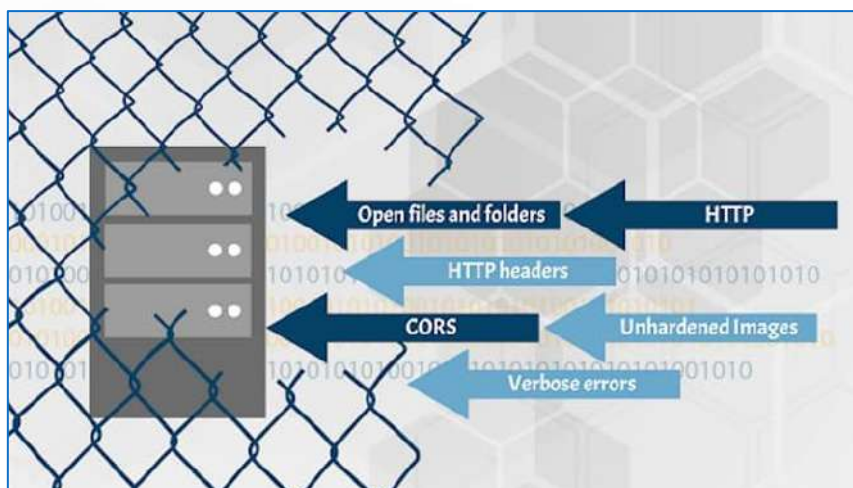 Open files and folders
HTTP
HTTP headers
CORS
Unhardened Images
Verbose errors